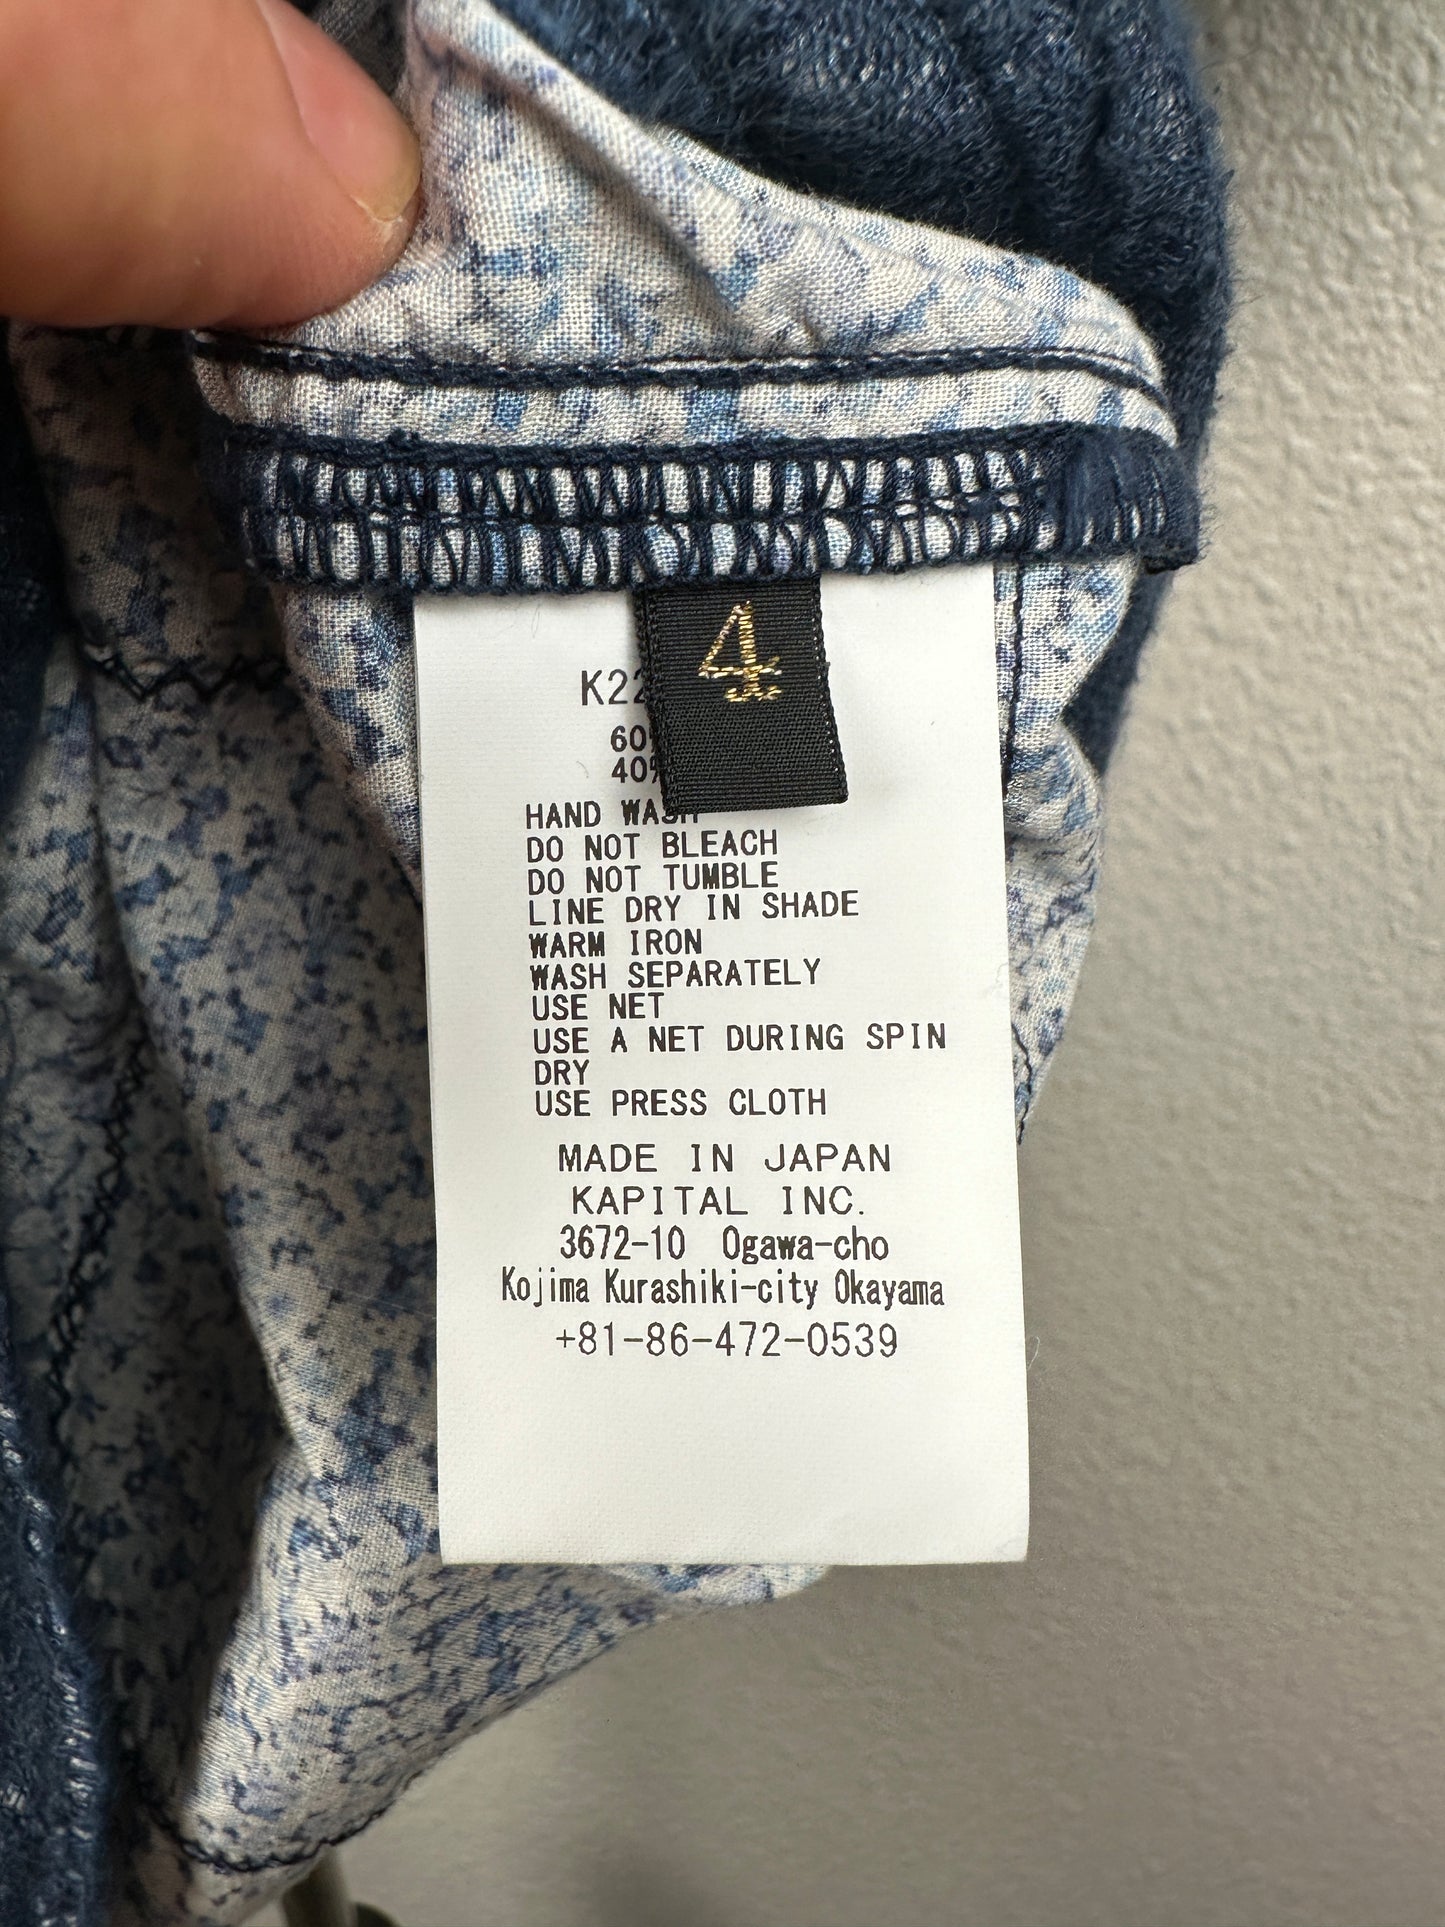 4
K22
60%
40%
HAND WASH
DO NOT BLEACH
DO NOT TUMBLE
LINE DRY IN SHADE
WARM IRON
WASH SEPARATELY
USE NET
USE A NET DURING SPIN
DRY
USE PRESS CLOTH
MADE IN JAPAN
KAPITAL INC.
3672-10 Ogawa-cho
Kojima Kurashiki-city Okayama
+81-86-472-0539